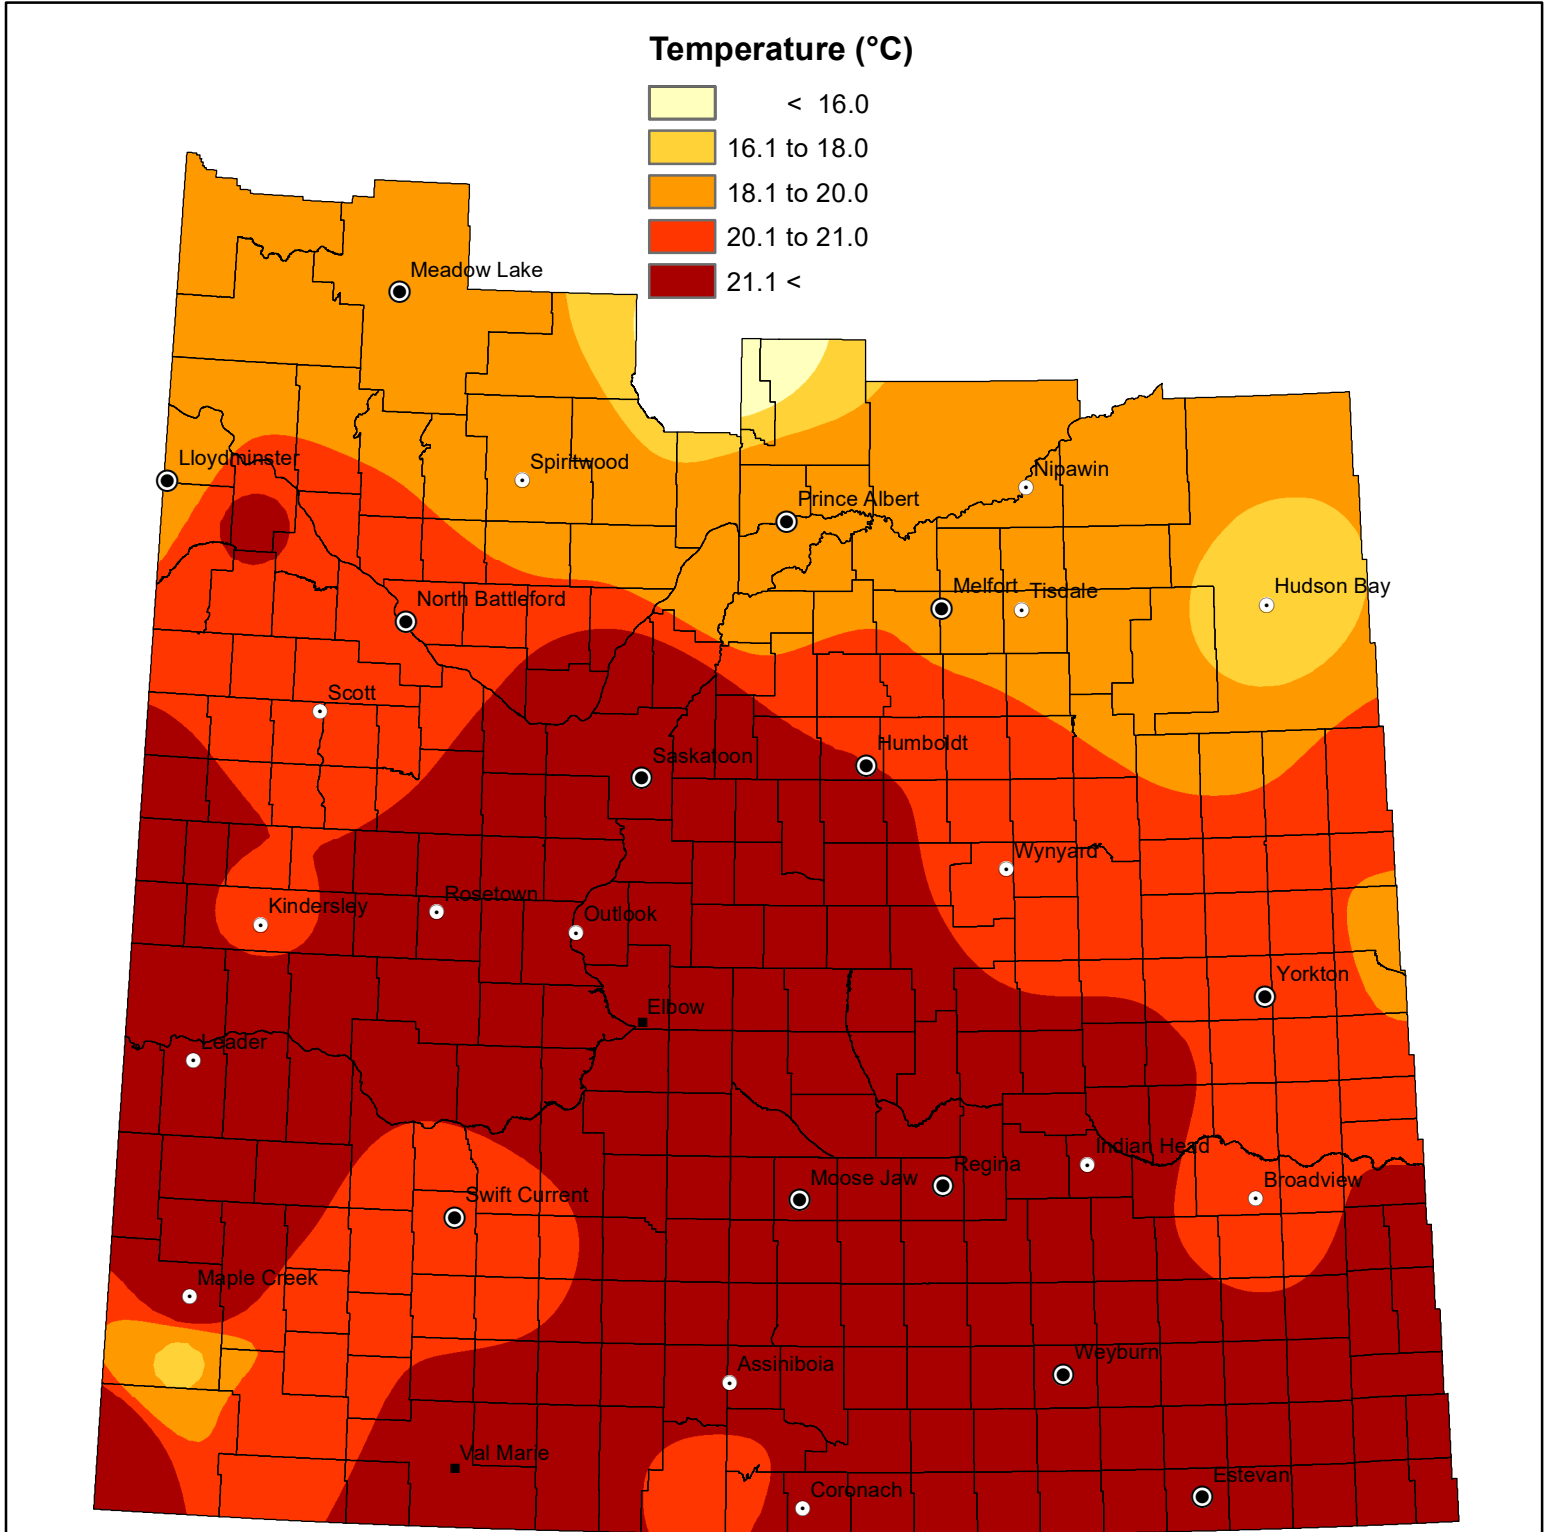 Temperature (°C)
< 16.0
16.1 to 18.0
18.1 to 20.0
20.1 to 21.0
21.1 <
Meadow Lake
Lloydminster
Spiritwood
Nipawin
Prince Albert
Hudson Bay
Melfort
Tisdale
North Battleford
Scott
Humboldt
Saskatoon
Wynyard
Rosetown
Kindersley
Outlook
Yorkton
Elbow
Leader
Indian Head
Regina
Moose Jaw
Broadview
Swift Current
Maple Creek
Weyburn
Assiniboia
Val Marie
Estevan
Coronach